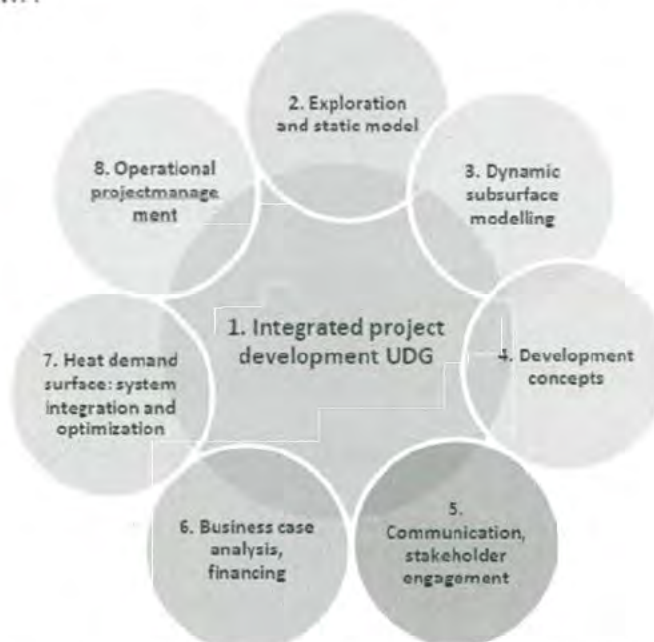 2. Exploration
and static model
3. Dynamic
subsurface
modelling
4. Development
concepts
5.
Communication,
stakeholder
engagement
6. Business case
analysis,
financing
7. Heat demand
surface: system
integration and
optimization
8. Operational
projectmanage
ment
1. Integrated project
development UDG